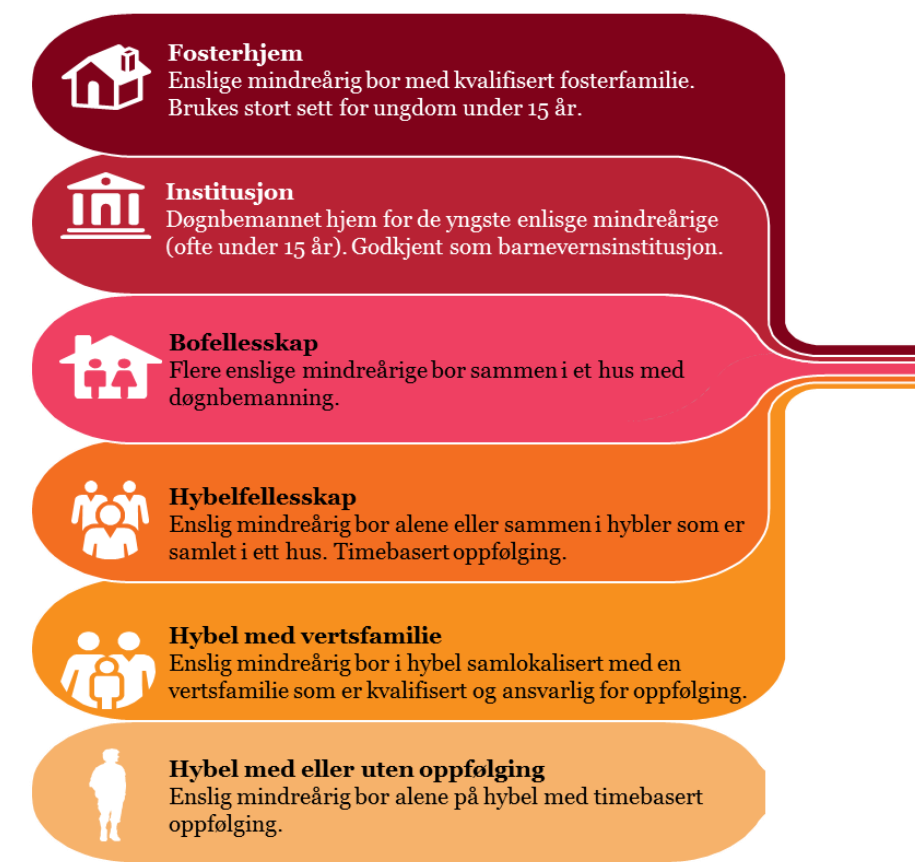 Fosterhjem
Enslige mindreårig bor med kvalifisert fosterfamilie.
Brukes stort sett for ungdom under 15 år.
Institusjon
Døgnbemannet hjem for de yngste enlisge mindreårige
(ofte under 15 år). Godkjent som barnevernsinstitusjon.
Bofellesskap
Flere enslige mindreårige bor sammen i et hus med
døgnbemanning.
Hybelfellesskap
Enslig mindreårig bor alene eller sammen i hybler som er
samlet i ett hus. Timebasert oppfølging.
Hybel med vertsfamilie
Enslig mindreårig bor i hybel samlokalisert med en
vertsfamilie som er kvalifisert og ansvarlig for oppfølging.
Hybel med eller uten oppfølging
Enslig mindreårig bor alene på hybel med timebasert
oppfølging.